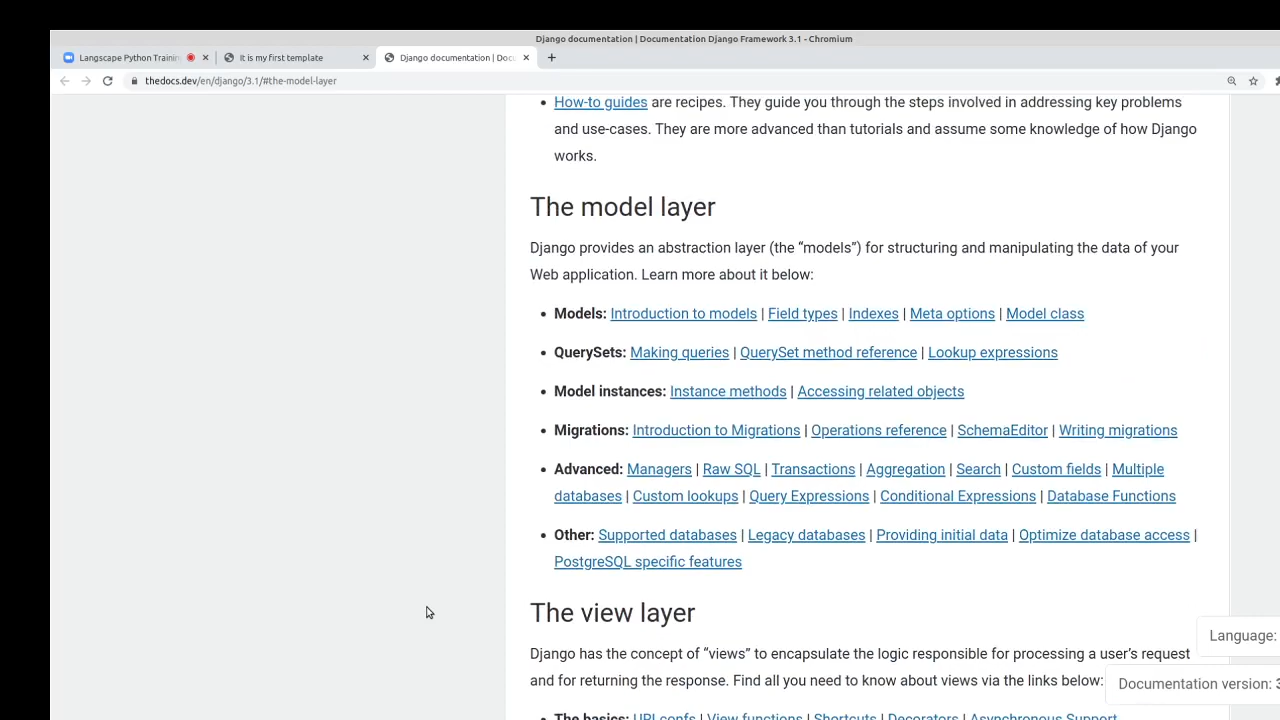 Django documentation | Documentation Django Framework 3.1 - Chromium
Langscape Python Trainin
It is my first template
Django documentation | Docu
thedocs.dev/en/django/3.1/#the-model-layer
• How-to guides are recipes. They guide you through the steps involved in addressing key problems
and use-cases. They are more advanced than tutorials and assume some knowledge of how Django
works.
The model layer
Django provides an abstraction layer (the “models”) for structuring and manipulating the data of your
Web application. Learn more about it below:
• Models: Introduction to models | Field types | Indexes | Meta options | Model class
• QuerySets: Making queries | QuerySet method reference | Lookup expressions
• Model instances: Instance methods | Accessing related objects
• Migrations: Introduction to Migrations | Operations reference | SchemaEditor | Writing migrations
• Advanced: Managers | Raw SQL | Transactions | Aggregation | Search | Custom fields | Multiple
databases | Custom lookups | Query Expressions | Conditional Expressions | Database Functions
• Other: Supported databases | Legacy databases | Providing initial data | Optimize database access |
PostgreSQL specific features
The view layer
Language:
Django has the concept of “views” to encapsulate the logic responsible for processing a user’s request
and for returning the response. Find all you need to know about views via the links below:
Documentation version:
• The basics: URLconfs | View functions | Shortcuts | Decorators | Asynchronous Support